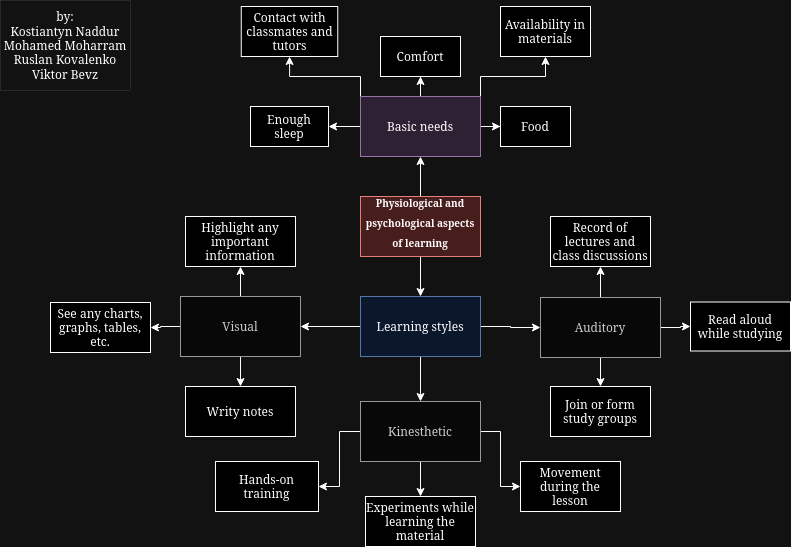 by:
Kostiantyn Naddur
Mohamed Moharram
Ruslan Kovalenko
Viktor Bevz
Contact with
classmates and
tutors
Comfort
Availability in
materials
Enough
sleep
Basic needs
Food
Physiological and
psychological aspects
of learning
Highlight any
important
information
Record of
lectures and
class discussions
See any charts,
graphs, tables,
etc.
Visual
Learning styles
Auditory
Read aloud
while studying
Writy notes
Kinesthetic
Join or form
study groups
Hands-on
training
Experiments while
learning the
material
Movement
during the
lesson